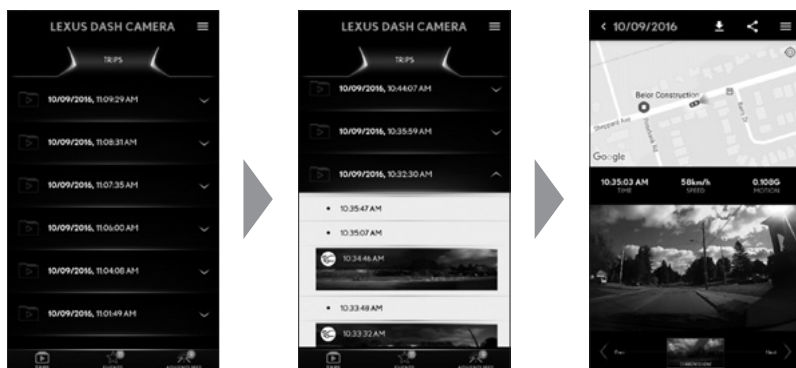 LEXUS DASH CAMERA
TRIPS
10/09/2016, 11:09:29 AM
10/09/2016, 11:08:31 AM
10/09/2016, 11:07:35 AM
10/09/2016, 11:06:00 AM
10/09/2016, 11:04:08 AM
10/09/2016, 11:01:49 AM
LEXUS DASH CAMERA
TRIPS
10/09/2016, 10:44:07 AM
10/09/2016, 10:35:59 AM
10/09/2016, 10:32:30 AM
10:35:47 AM
10:35:07 AM
10:34:46 AM
10:33:48 AM
10:33:32 AM
10/09/2016
Belor Construction
Sheppard Ave
Google
10:35:03 AM 58km/h 0.108G
TIME SPEED MOTION
Prev Next